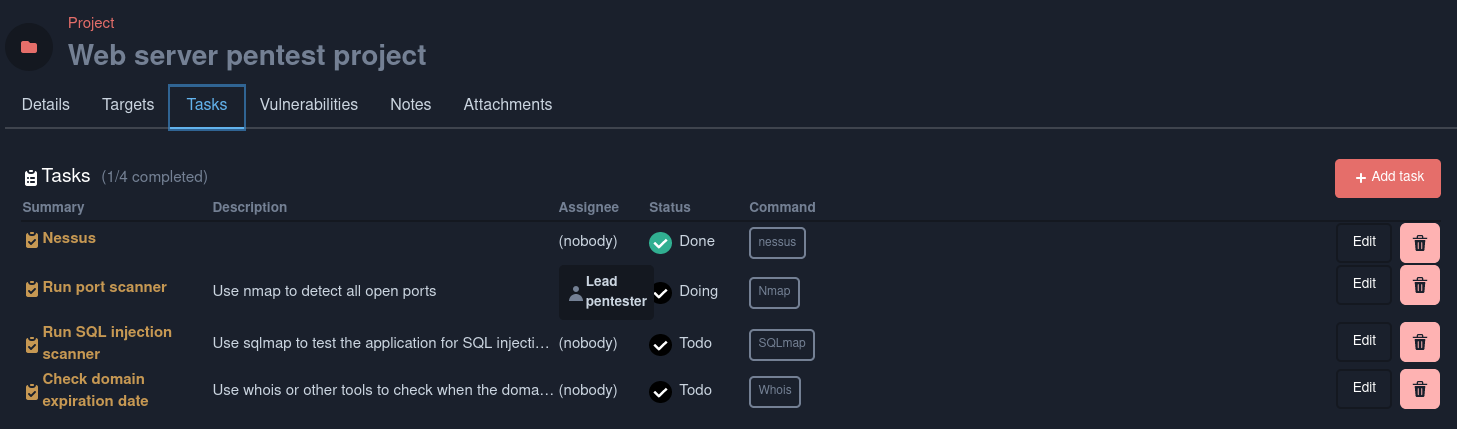 Project
Web server pentest project
Details Targets Tasks Vulnerabilities Notes Attachments
Tasks (1/4 completed) + Add task
Summary Description Assignee Status Command
Nessus (nobody) Done nessus Edit
Run port scanner Use nmap to detect all open ports Lead pentester Doing Nmap Edit
Run SQL injection scanner Use sqlmap to test the application for SQL injecti... (nobody) Todo SQLmap Edit
Check domain expiration date Use whois or other tools to check when the doma... (nobody) Todo Whois Edit